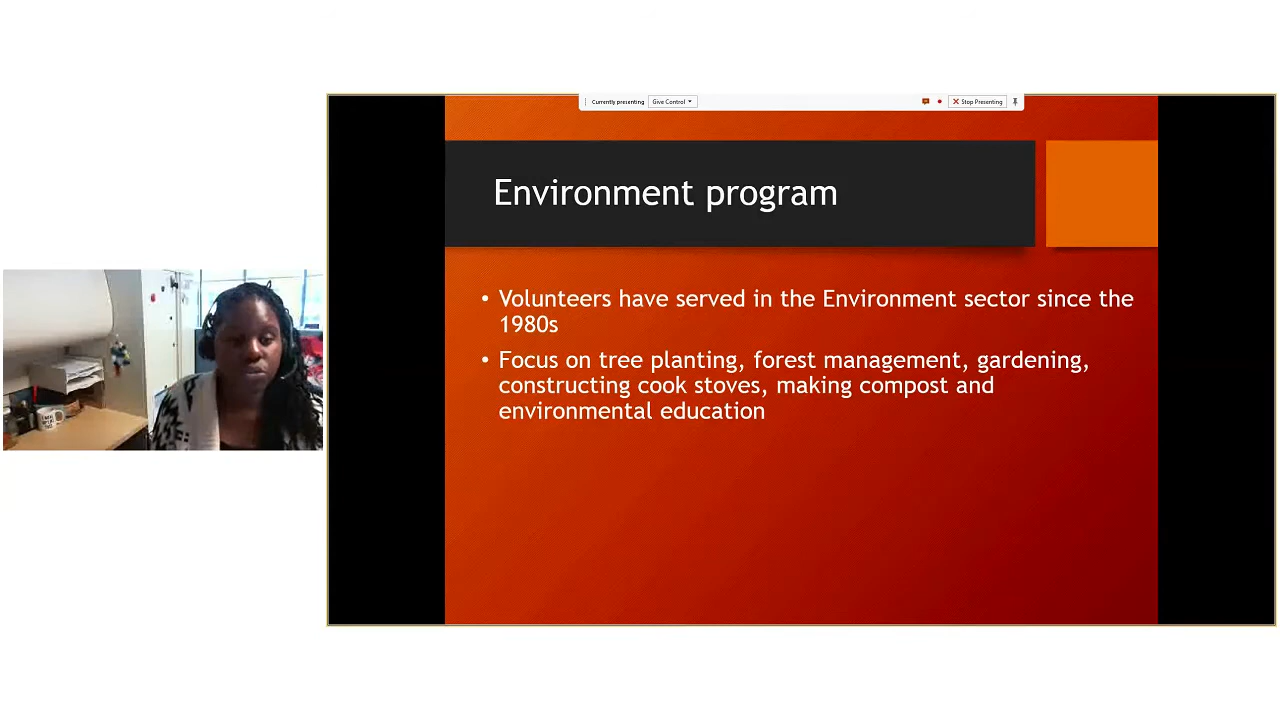 Currently presenting Give Control Stop Presenting
Environment program
• Volunteers have served in the Environment sector since the
1980s
• Focus on tree planting, forest management, gardening,
constructing cook stoves, making compost and
environmental education